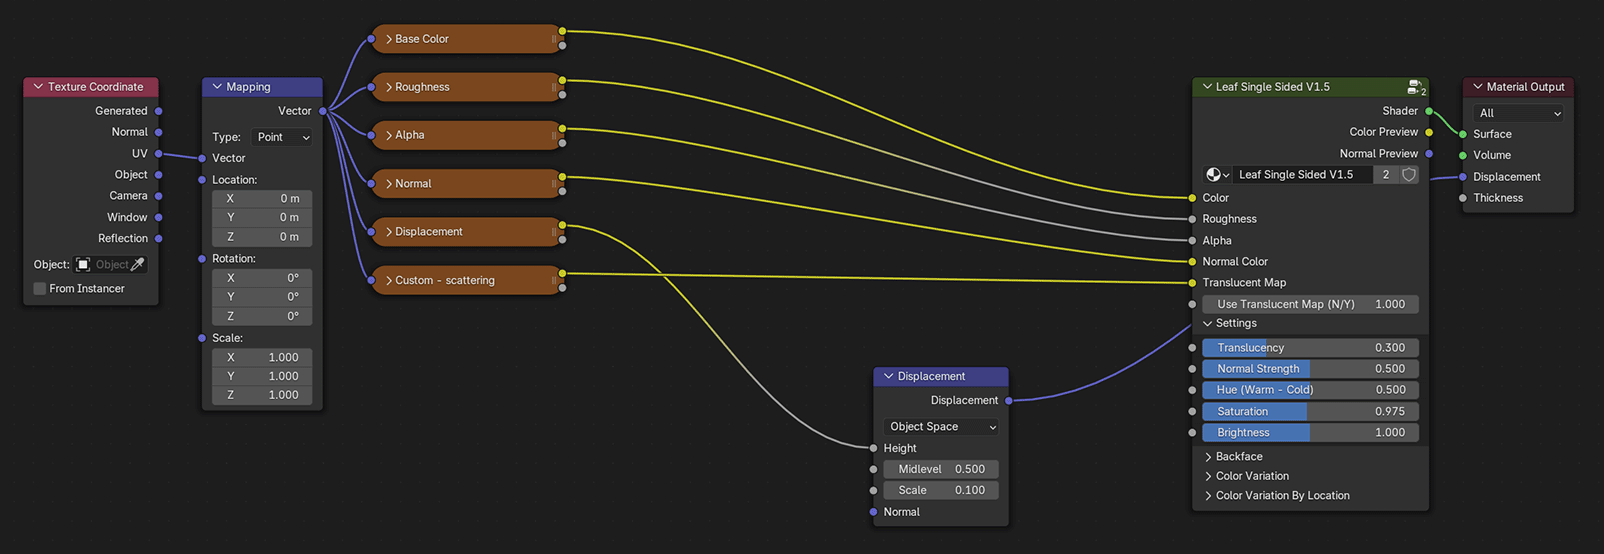 Texture Coordinate
Generated
Normal
UV
Object
Camera
Window
Reflection
Object: Object
From Instancer
Mapping
Vector
Type: Point
Vector
Location:
X 0 m
Y 0 m
Z 0 m
Rotation:
X 0°
Y 0°
Z 0°
Scale:
X 1.000
Y 1.000
Z 1.000
Base Color
Roughness
Alpha
Normal
Displacement
Custom - scattering
Displacement
Displacement
Object Space
Height
Midlevel 0.500
Scale 0.100
Normal
Leaf Single Sided V1.5 2
Shader
Color Preview
Normal Preview
Leaf Single Sided V1.5 2
Color
Roughness
Alpha
Normal Color
Translucent Map
Use Translucent Map (N/Y) 1.000
Settings
Translucency 0.300
Normal Strength 0.500
Hue (Warm - Cold) 0.500
Saturation 0.975
Brightness 1.000
Backface
Color Variation
Color Variation By Location
Material Output
All
Surface
Volume
Displacement
Thickness